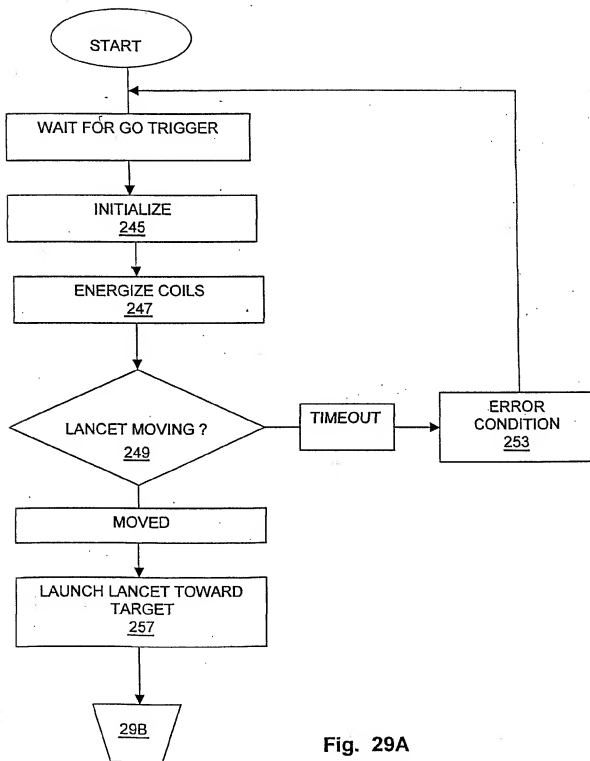 START
WAIT FOR GO TRIGGER
INITIALIZE
245
ENERGIZE COILS
247
LANCET MOVING ?
249
TIMEOUT
ERROR
CONDITION
253
MOVED
LAUNCH LANCET TOWARD
TARGET
257
29B
Fig. 29A